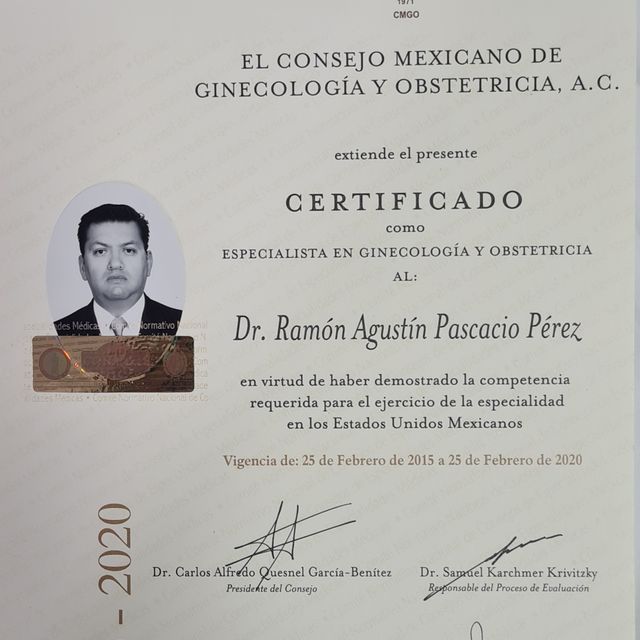 1971
CMGO
EL CONSEJO MEXICANO DE
GINECOLOGÍA Y OBSTETRICIA, A.C.
extiende el presente
CERTIFICADO
como
ESPECIALISTA EN GINECOLOGÍA Y OBSTETRICIA
AL:
Dr. Ramón Agustín Pascacio Pérez
en virtud de haber demostrado la competencia
requerida para el ejercicio de la especialidad
en los Estados Unidos Mexicanos
Vigencia de: 25 de Febrero de 2015 a 25 de Febrero de 2020
- 2020
Dr. Carlos Alfredo Quesnel García-Benítez
Presidente del Consejo
Dr. Samuel Karchmer Krivitzky
Responsable del Proceso de Evaluación